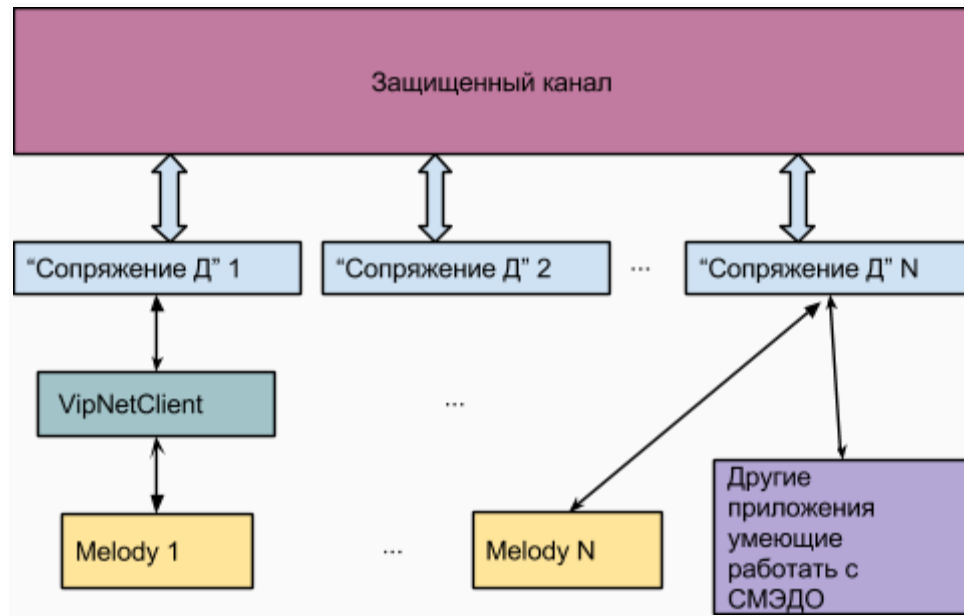 Защищенный канал
“Сопряжение Д” 1
“Сопряжение Д” 2
...
“Сопряжение Д” N
VipNetClient
...
Melody 1
...
Melody N
Другие
приложения
умеющие
работать с
СМЭДО